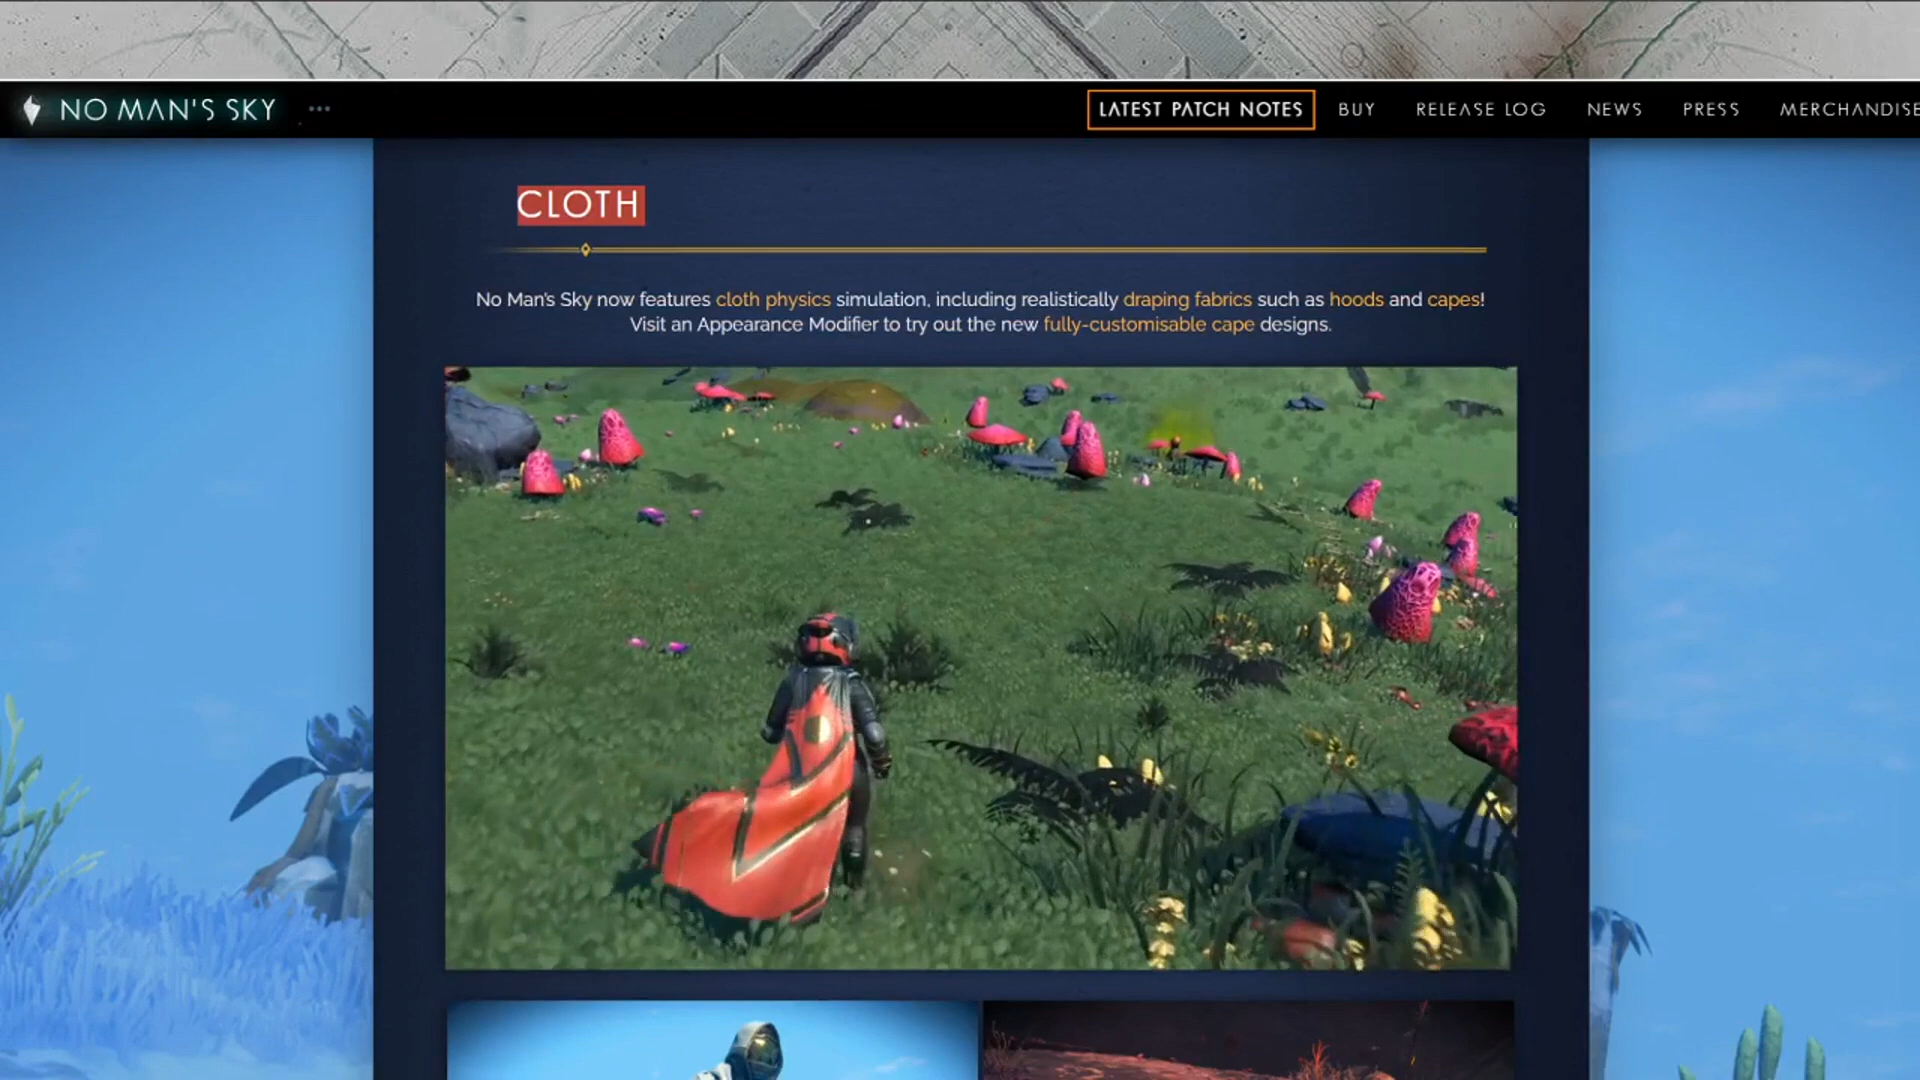 NO MAN'S SKY ••• LATEST PATCH NOTES BUY RELEASE LOG NEWS PRESS MERCHANDISE
CLOTH
No Man's Sky now features cloth physics simulation, including realistically draping fabrics such as hoods and capes!
Visit an Appearance Modifier to try out the new fully-customisable cape designs.